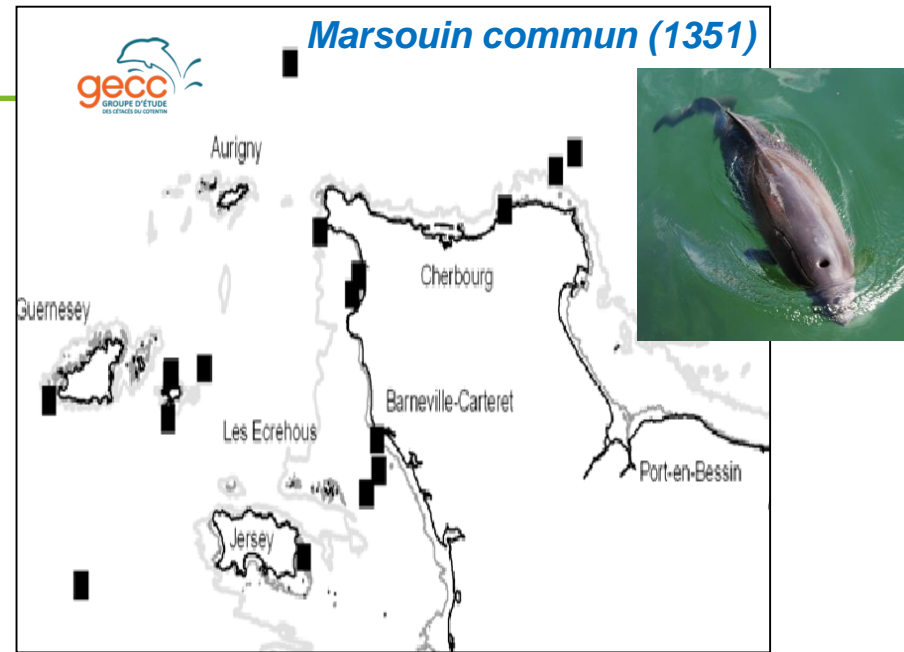 Marsouin commun (1351)
gecc
GROUPE D'ÉTUDE
DES CÉTACÉS DU COTENTIN
Aurigny
Cherbourg
Guernesey
Barneville-Carteret
Les Ecrehous
Port-en-Bessin
Jersey